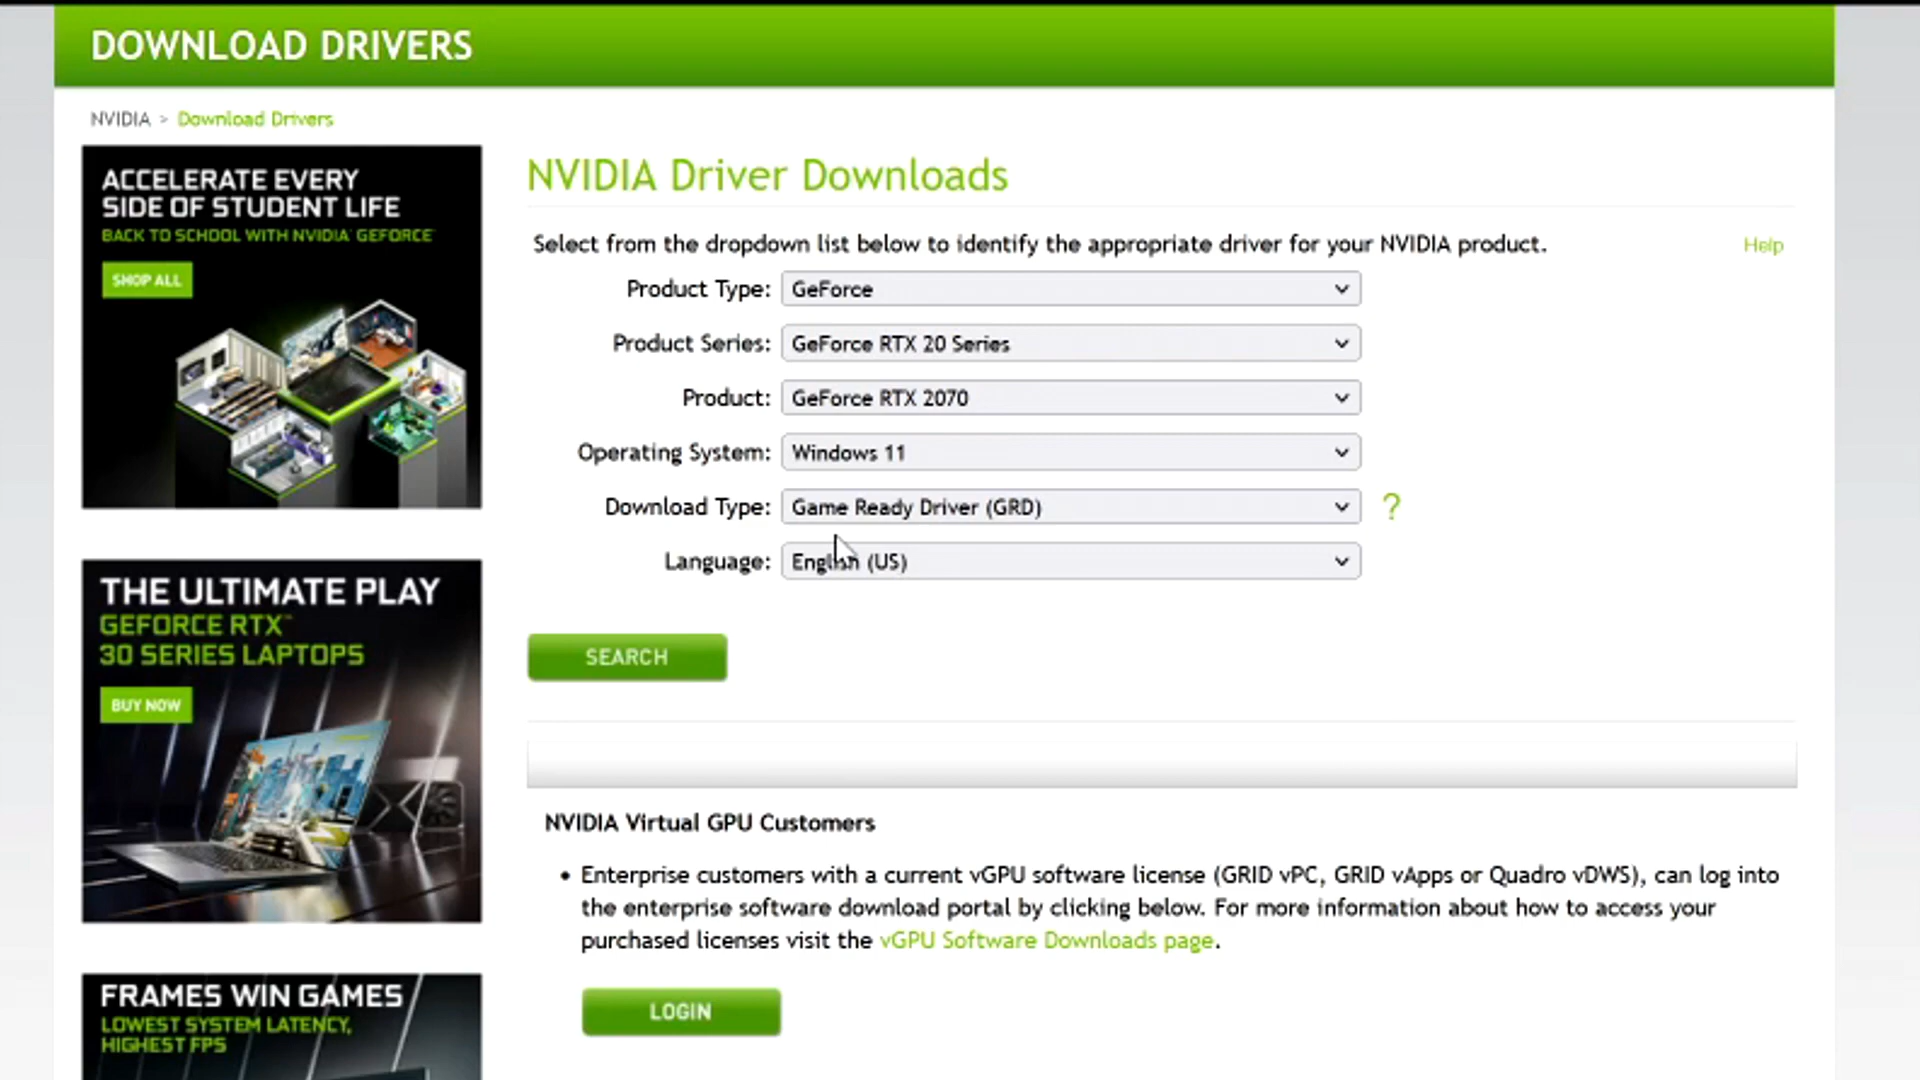 DOWNLOAD DRIVERS
NVIDIA > Download Drivers
ACCELERATE EVERY
SIDE OF STUDENT LIFE
BACK TO SCHOOL WITH NVIDIA GEFORCE
SHOP ALL
NVIDIA Driver Downloads
Select from the dropdown list below to identify the appropriate driver for your NVIDIA product.
Help
Product Type: GeForce
Product Series: GeForce RTX 20 Series
Product: GeForce RTX 2070
Operating System: Windows 11
Download Type: Game Ready Driver (GRD) ?
Language: English (US)
SEARCH
THE ULTIMATE PLAY
GEFORCE RTX™
30 SERIES LAPTOPS
BUY NOW
NVIDIA Virtual GPU Customers
• Enterprise customers with a current vGPU software license (GRID vPC, GRID vApps or Quadro vDWS), can log into
the enterprise software download portal by clicking below. For more information about how to access your
purchased licenses visit the vGPU Software Downloads page.
LOGIN
FRAMES WIN GAMES
LOWEST SYSTEM LATENCY,
HIGHEST FPS